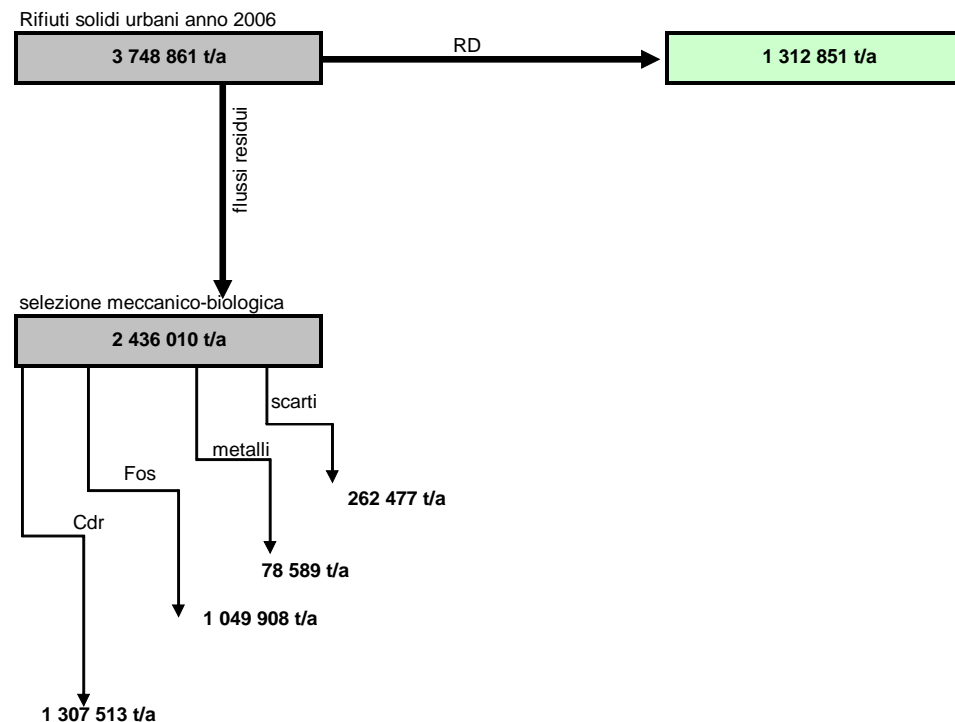 Rifiuti solidi urbani anno 2006
3 748 861 t/a
RD
1 312 851 t/a
flussi residui
selezione meccanico-biologica
2 436 010 t/a
scarti
metalli
Fos
262 477 t/a
Cdr
78 589 t/a
1 049 908 t/a
1 307 513 t/a